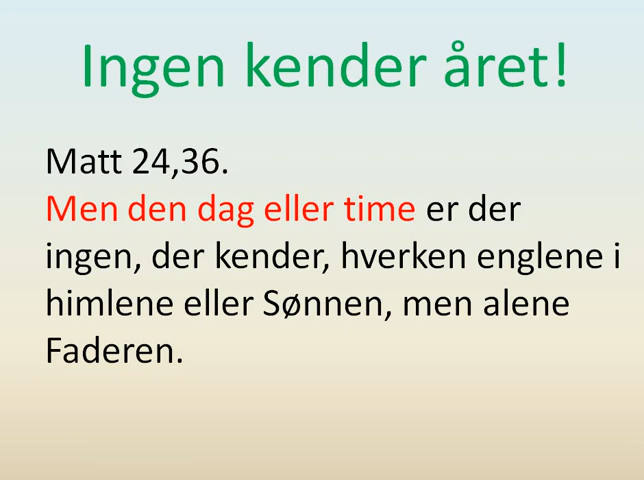 Ingen kender året!
Matt 24,36.
Men den dag eller time er der
ingen, der kender, hverken englene i
himlene eller Sønnen, men alene
Faderen.